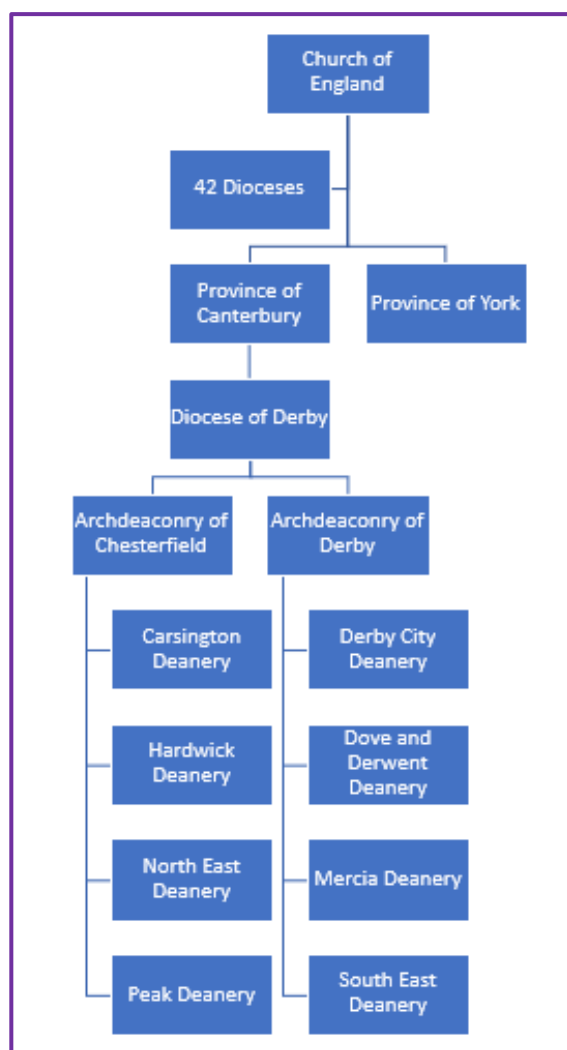 Church of
England
42 Dioceses
Province of
Canterbury
Province of York
Diocese of Derby
Archdeaconry of
Chesterfield
Archdeaconry of
Derby
Carsington
Deanery
Derby City
Deanery
Hardwick
Deanery
Dove and
Derwent
Deanery
North East
Deanery
Mercia Deanery
Peak Deanery
South East
Deanery